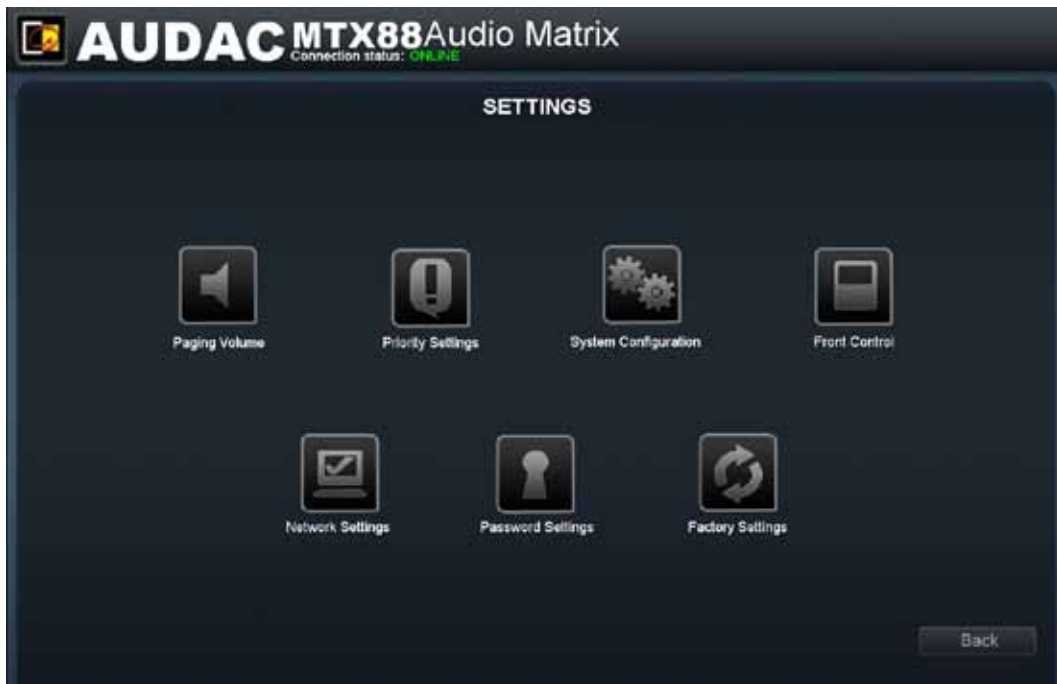 AUDAC MTX88 Audio Matrix
Connection status: ONLINE
SETTINGS
Paging Volume
Priority Settings
System Configuration
Front Control
Network Settings
Password Settings
Factory Settings
Back